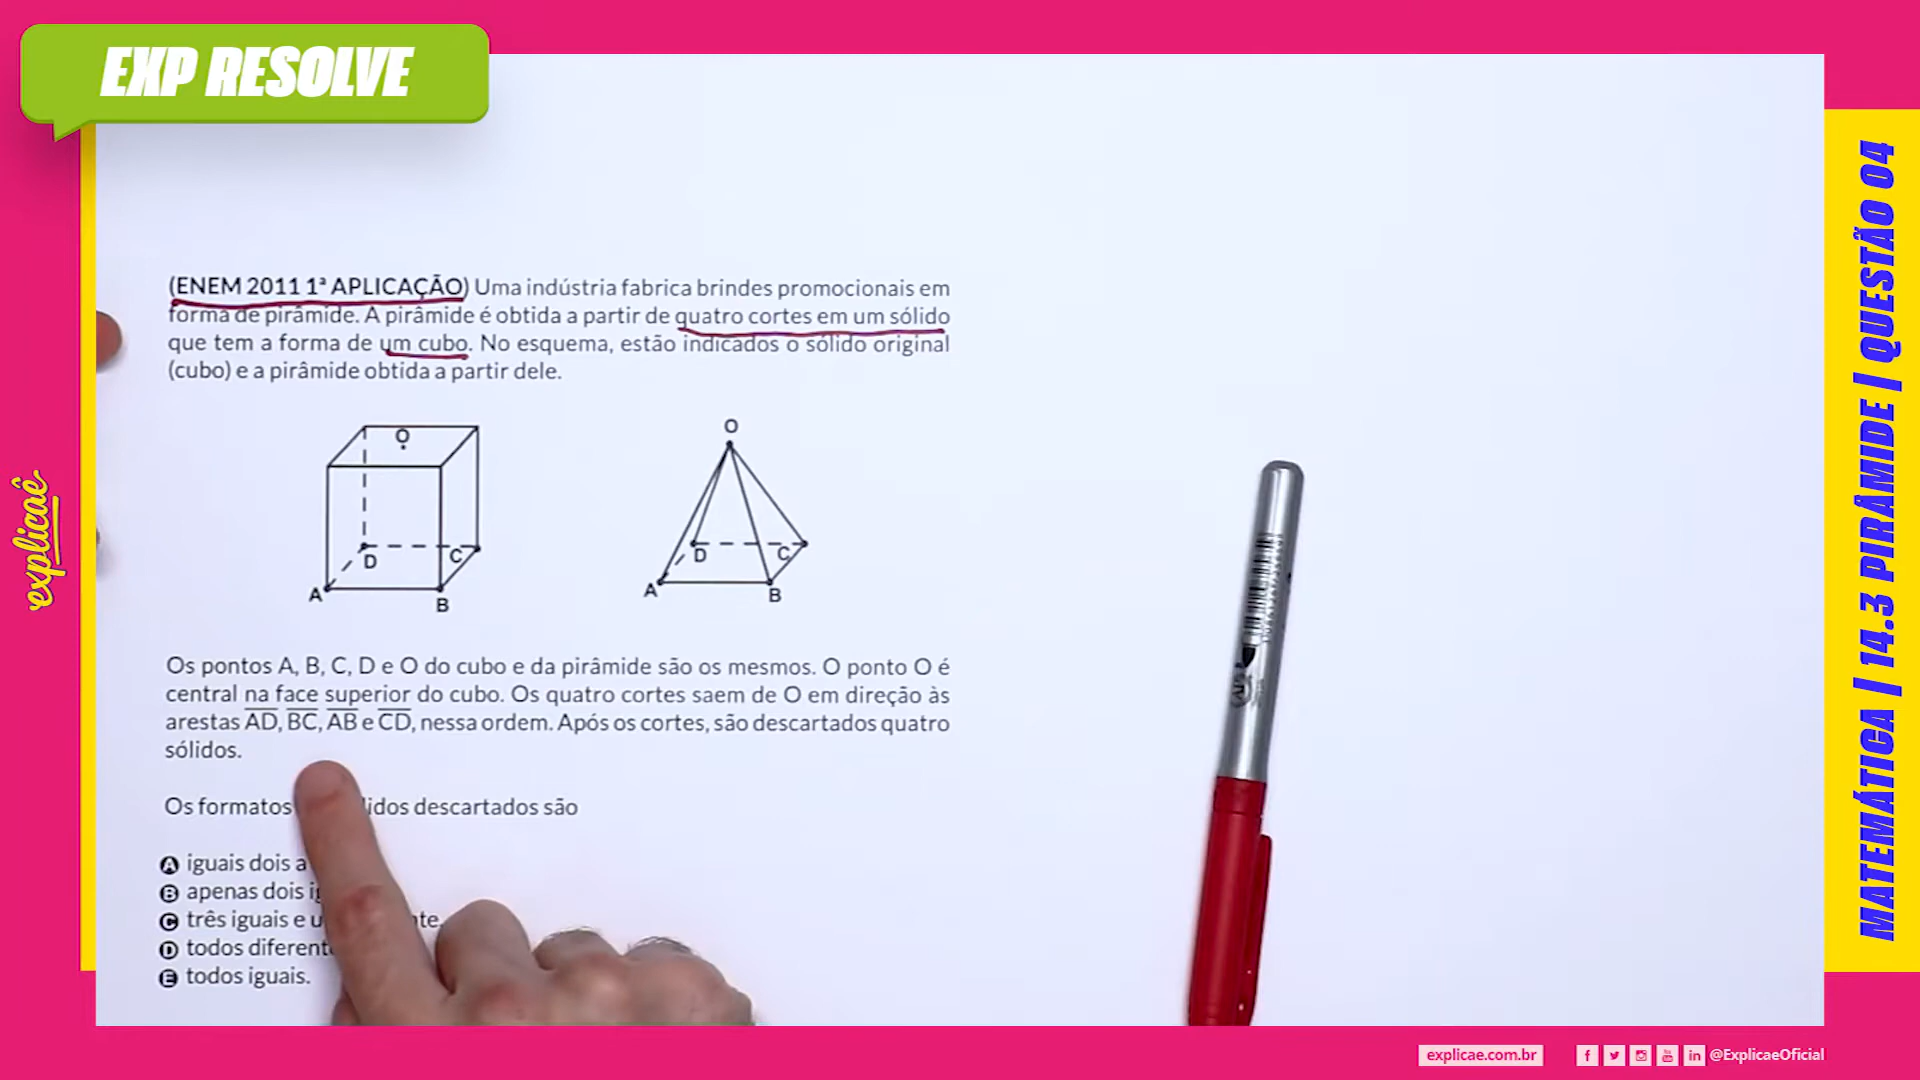 EXP RESOLVE
(ENEM 2011 1ª APLICAÇÃO) Uma indústria fabrica brindes promocionais em
forma de pirâmide. A pirâmide é obtida a partir de quatro cortes em um sólido
que tem a forma de um cubo. No esquema, estão indicados o sólido original
(cubo) e a pirâmide obtida a partir dele.
O
D
C
A
B
O
D
C
A
B
Os pontos A, B, C, D e O do cubo e da pirâmide são os mesmos. O ponto O é
central na face superior do cubo. Os quatro cortes saem de O em direção às
arestas AD, BC, AB e CD, nessa ordem. Após os cortes, são descartados quatro
sólidos.
Os formatos descartados são
A iguais dois a
B apenas dois
C três iguais e
D todos
E todos iguais.
explicaê
MATEMÁTICA | 14.3 PIRÂMIDE | QUESTÃO 04
explicae.com.br
@ExplicaeOficial